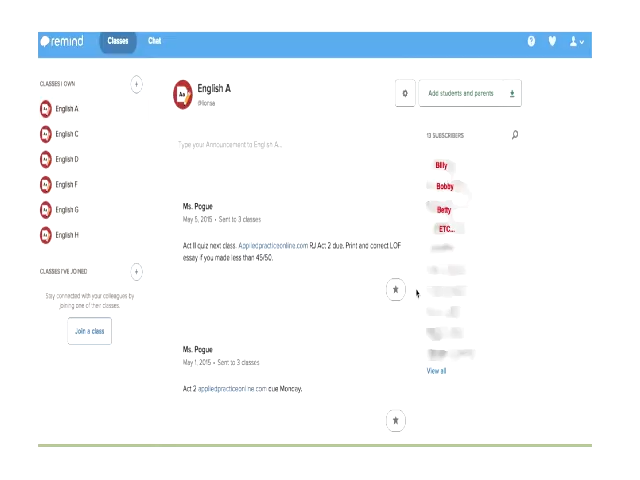 remind Classes Chat
CLASSES I OWN
English A
English C
English D
English F
English G
English H
CLASSES I'VE JOINED
Stay connected with your colleagues by
joining one of their classes.
Join a class
English A
Type your Announcement to English A...
Ms. Pogue
May 5, 2015 • Sent to 3 classes
Act II quiz next class. Appliedpracticeonline.com RJ Act 2 due. Print and correct LOF
essay if you made less than 45/50.
Ms. Pogue
May 1, 2015 • Sent to 3 classes
Act 2 appliedpracticeonline.com due Monday.
Add students and parents
13 SUBSCRIBERS
Billy
Bobby
Betty
ETC...
View all